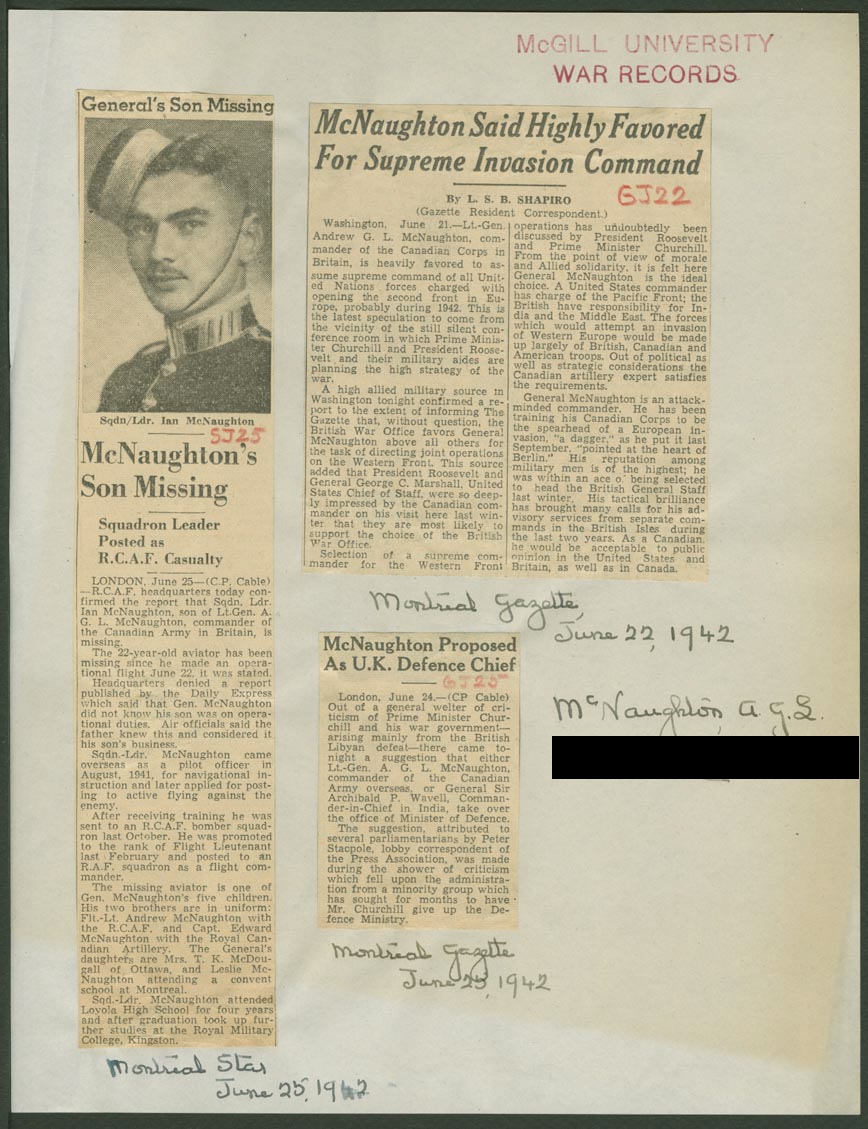 McGILL UNIVERSITY
WAR RECORDS
General's Son Missing
Sqdn/Ldr. Ian McNaughton
SJ25
McNaughton's
Son Missing
Squadron Leader
Posted as
R.C.A.F. Casualty
LONDON, June 25—(C.P. Cable)
—R.C.A.F. headquarters today con-
firmed the report that Sqdn. Ldr.
Ian McNaughton, son of Lt.-Gen. A.
G. L. McNaughton, commander of
the Canadian Army in Britain, is
missing.
The 22-year-old aviator has been
missing since he made an opera-
tional flight June 22, it was stated.
Headquarters denied a report
published by the Daily Express
which said that Gen. McNaughton
did not know his son was on opera-
tional duties. Air officials said the
father knew this and considered it
his son's business.
Sqdn.-Ldr. McNaughton came
overseas as a pilot officer in
August, 1941, for navigational in-
struction and later applied for post-
ing to active flying against the
enemy.
After receiving training he was
sent to an R.C.A.F. bomber squad-
ron last October. He was promoted
to the rank of Flight Lieutenant
last February and posted to an
R.A.F. squadron as a flight com-
mander.
The missing aviator is one of
Gen. McNaughton's five children.
His two brothers are in uniform:
Flt.-Lt. Andrew McNaughton with
the R.C.A.F. and Capt. Edward
McNaughton with the Royal Can-
adian Artillery. The General's
daughters are Mrs. T. K. McDou-
gall of Ottawa, and Leslie Mc-
Naughton attending a convent
school at Montreal.
Sqd.-Ldr. McNaughton attended
Loyola High School for four years
and after graduation took up fur-
ther studies at the Royal Military
College, Kingston.
Montreal Star
June 25, 1942
McNaughton Said Highly Favored
For Supreme Invasion Command
By L. S. B. SHAPIRO
GJ22
(Gazette Resident Correspondent.)
Washington, June 21.—Lt.-Gen.
Andrew G. L. McNaughton, com-
mander of the Canadian Corps in
Britain, is heavily favored to as-
sume supreme command of all Unit-
ed Nations forces charged with
opening the second front in Eu-
rope, probably during 1942. This is
the latest speculation to come from
the vicinity of the still silent con-
ference room in which Prime Minis-
ter Churchill and President Roose-
velt and their military aides are
planning the high strategy of the
war.
A high allied military source in
Washington tonight confirmed a re-
port to the extent of informing The
Gazette that, without question, the
British War Office favors General
McNaughton above all others for
the task of directing joint operations
on the Western Front. This source
added that President Roosevelt and
General George C. Marshall, United
States Chief of Staff, were so deep-
ly impressed by the Canadian com-
mander on his visit here last win-
ter that they are most likely to
support the choice of the British
War Office.
Selection of a supreme com-
mander for the Western Front
operations has undoubtedly been
discussed by President Roosevelt
and Prime Minister Churchill.
From the point of view of morale
and Allied solidarity, it is felt here
General McNaughton is the ideal
choice. A United States commander
has charge of the Pacific Front; the
British have responsibility for In-
dia and the Middle East. The forces
which would attempt an invasion
of Western Europe would be made
up largely of British, Canadian and
American troops. Out of political as
well as strategic considerations the
Canadian artillery expert satisfies
the requirements.
General McNaughton is an attack-
minded commander. He has been
training his Canadian Corps to be
the spearhead of a European in-
vasion, "a dagger," as he put it last
September, "pointed at the heart of
Berlin." His reputation among
military men is of the highest; he
was within an ace of being selected
to head the British General Staff
last winter. His tactical brilliance
has brought many calls for his ad-
visory services from separate com-
mands in the British Isles during
the last two years. As a Canadian,
he would be acceptable to public
opinion in the United States and
Britain, as well as in Canada.
Montreal Gazette,
June 22, 1942
McNaughton Proposed
As U.K. Defence Chief
GJ25
London, June 24.—(CP Cable)
Out of a general welter of cri-
ticism of Prime Minister Chur-
chill and his war government—
arising mainly from the British
Libyan defeat—there came to-
night a suggestion that either
Lt.-Gen. A. G. L. McNaughton,
commander of the Canadian
Army overseas, or General Sir
Archibald P. Wavell, Comman-
der-in-Chief in India, take over
the office of Minister of Defence.
The suggestion, attributed to
several parliamentarians by Peter
Stacpole, lobby correspondent of
the Press Association, was made
during the shower of criticism
which fell upon the administra-
tion from a minority group which
has sought for months to have
Mr. Churchill give up the De-
fence Ministry.
Montreal Gazette
June 25, 1942
McNaughton, A. G. L.